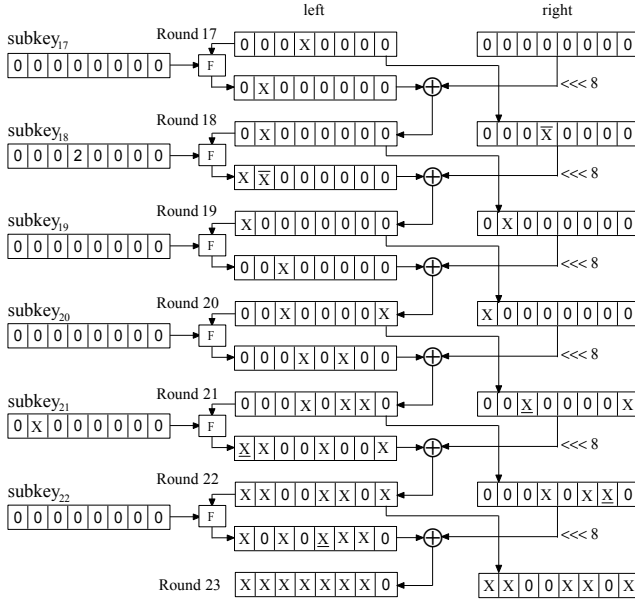 left right
Round 17 0 0 0 X 0 0 0 0 0 0 0 0 0 0 0 0
subkey17
0 0 0 0 0 0 0 0 F
0 X 0 0 0 0 0 0 <<< 8
Round 18 0 X 0 0 0 0 0 0 0 0 0 X̅ 0 0 0 0
subkey18
0 0 0 2 0 0 0 0 F
X X̅ 0 0 0 0 0 0 <<< 8
Round 19 X 0 0 0 0 0 0 0 0 X 0 0 0 0 0 0
subkey19
0 0 0 0 0 0 0 0 F
0 0 X 0 0 0 0 0 <<< 8
Round 20 0 0 X 0 0 0 0 X X 0 0 0 0 0 0 0
subkey20
0 0 0 0 0 0 0 0 F
0 0 0 X 0 X 0 0 <<< 8
Round 21 0 0 0 X 0 X X 0 0 0 X̲ 0 0 0 0 X
subkey21
0 X 0 0 0 0 0 0 F
X̲ X 0 0 X 0 0 X <<< 8
Round 22 X X 0 0 X X 0 X 0 0 0 X 0 X X̲ 0
subkey22
0 0 0 0 0 0 0 0 F
X 0 X 0 X̲ X X 0 <<< 8
Round 23 X X X X X X X 0 X X 0 0 X X 0 X